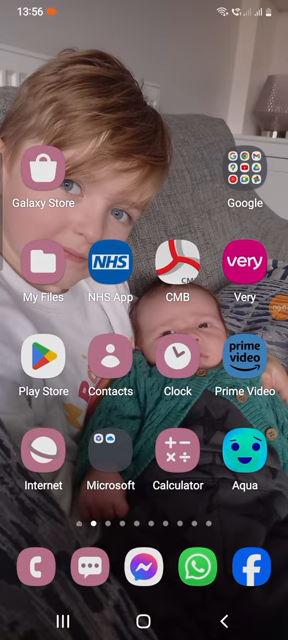 13:56
Galaxy Store
Google
NHS
CM
very
My Files
NHS App
CMB
Very
prime video
Play Store
Contacts
Clock
Prime Video
Internet
Microsoft
Calculator
Aqua